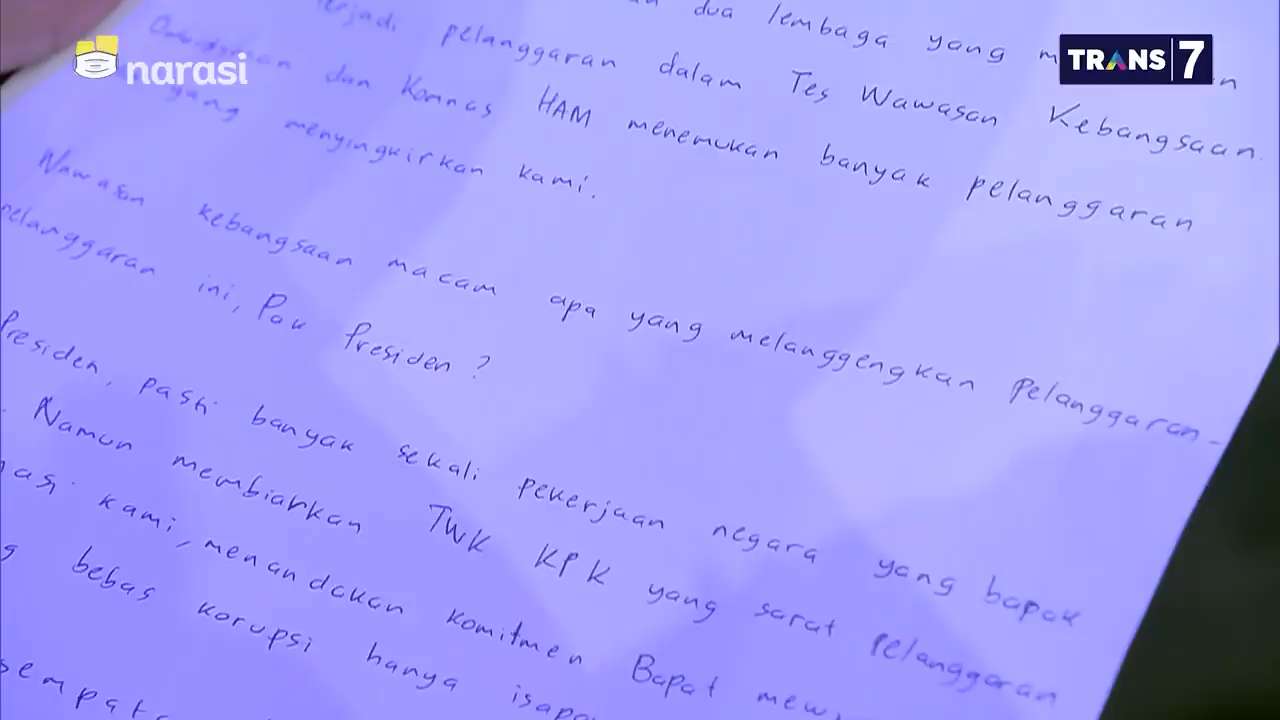 narasi
TRANS 7
dua lembaga yang
terjadi pelanggaran dalam Tes Wawasan Kebangsaan.
Ombudsman dan Komnas HAM menemukan banyak pelanggaran
yang menyingkirkan kami.
Wawasan kebangsaan macam apa yang melanggengkan pelanggaran-
pelanggaran ini, Pak Presiden?
Presiden, pasti banyak sekali pekerjaan negara yang bapak
. Namun membiarkan TWK KPK yang sarat pelanggaran
kami, menandakan komitmen Bapak
bebas korupsi hanya